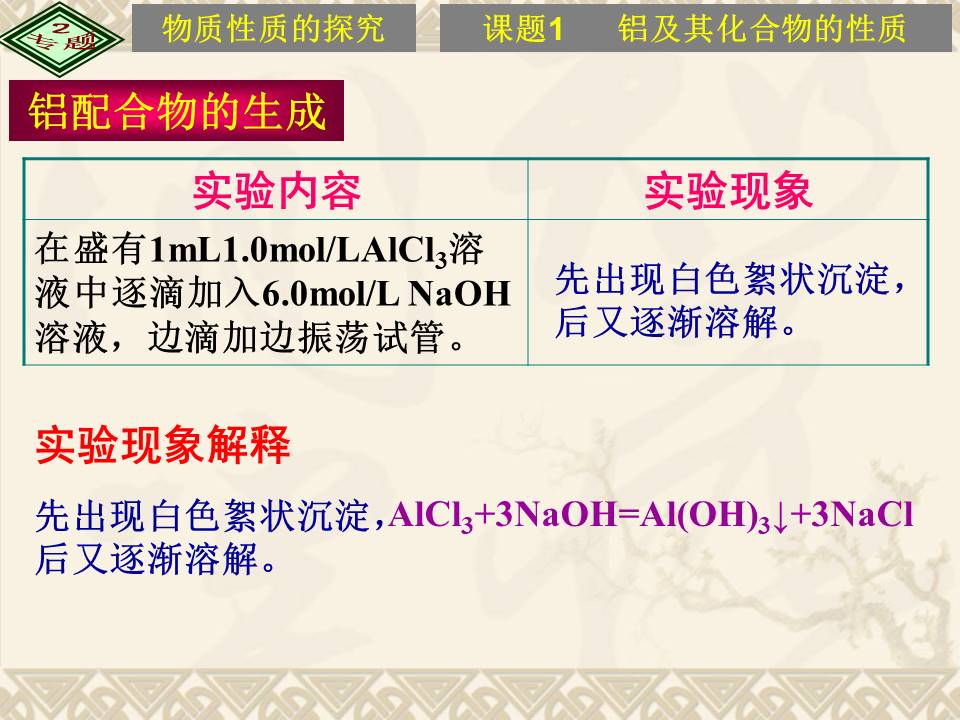 2
专题
物质性质的探究
课题1 铝及其化合物的性质
铝配合物的生成
实验内容
实验现象
在盛有1mL1.0mol/LAlCl₃溶
液中逐滴加入6.0mol/L NaOH
溶液，边滴加边振荡试管。
先出现白色絮状沉淀，
后又逐渐溶解。
实验现象解释
先出现白色絮状沉淀，AlCl₃+3NaOH=Al(OH)₃↓+3NaCl
后又逐渐溶解。